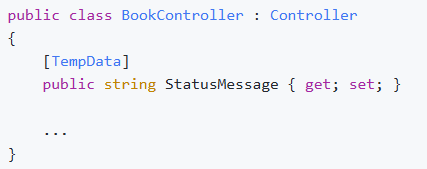 public class BookController : Controller
{
    [TempData]
    public string StatusMessage { get; set; }
    ...
}